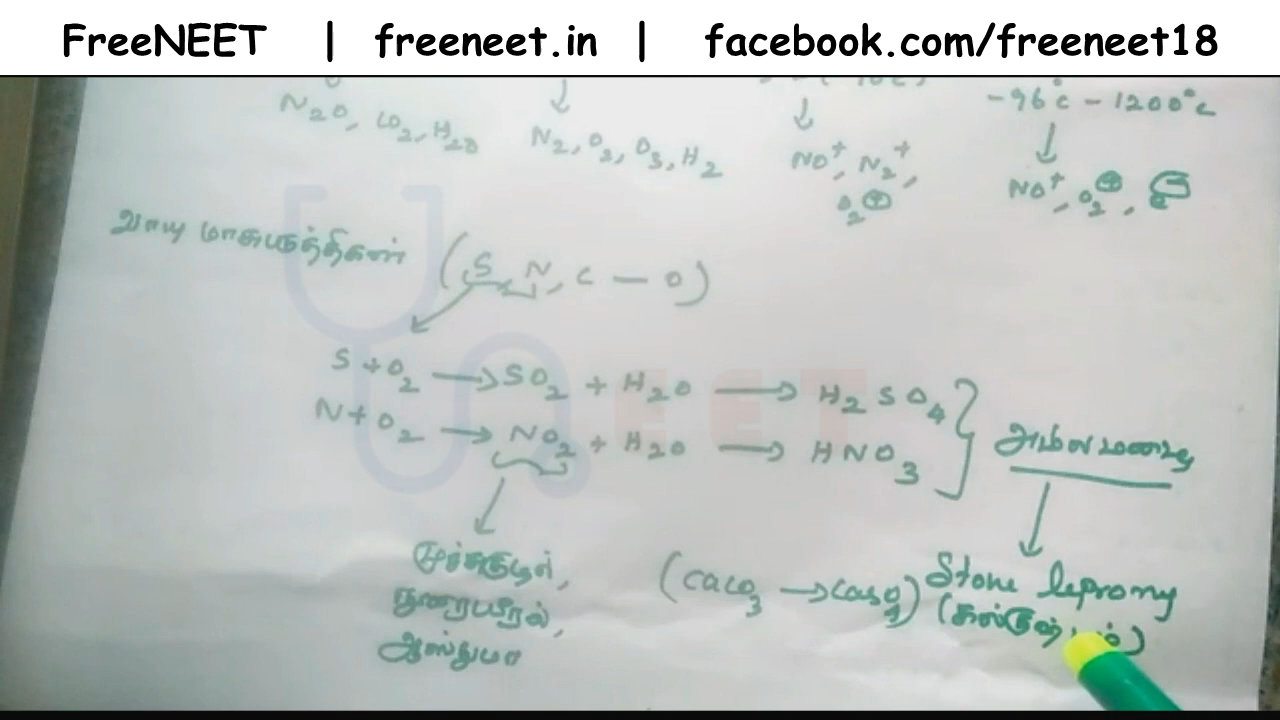 FreeNEET | freeneet.in | facebook.com/freeneet18
-96°C - 1200°C
N2O, CO2, H2O
N2, O2, O3, H2
NO+, N2+,
O2⊕
NO+, O2⊕,
வாயு மாசுபடுத்திகள் (S, N, C — O)
S + O2 → SO2 + H2O → H2SO4
N + O2 → NO2 + H2O → HNO3
அமிலமழை
மூச்சுகுழல்,
நுரையீரல்,
ஆஸ்துமா
(CaCO3 → CaSO4) Stone lepromy
NEET